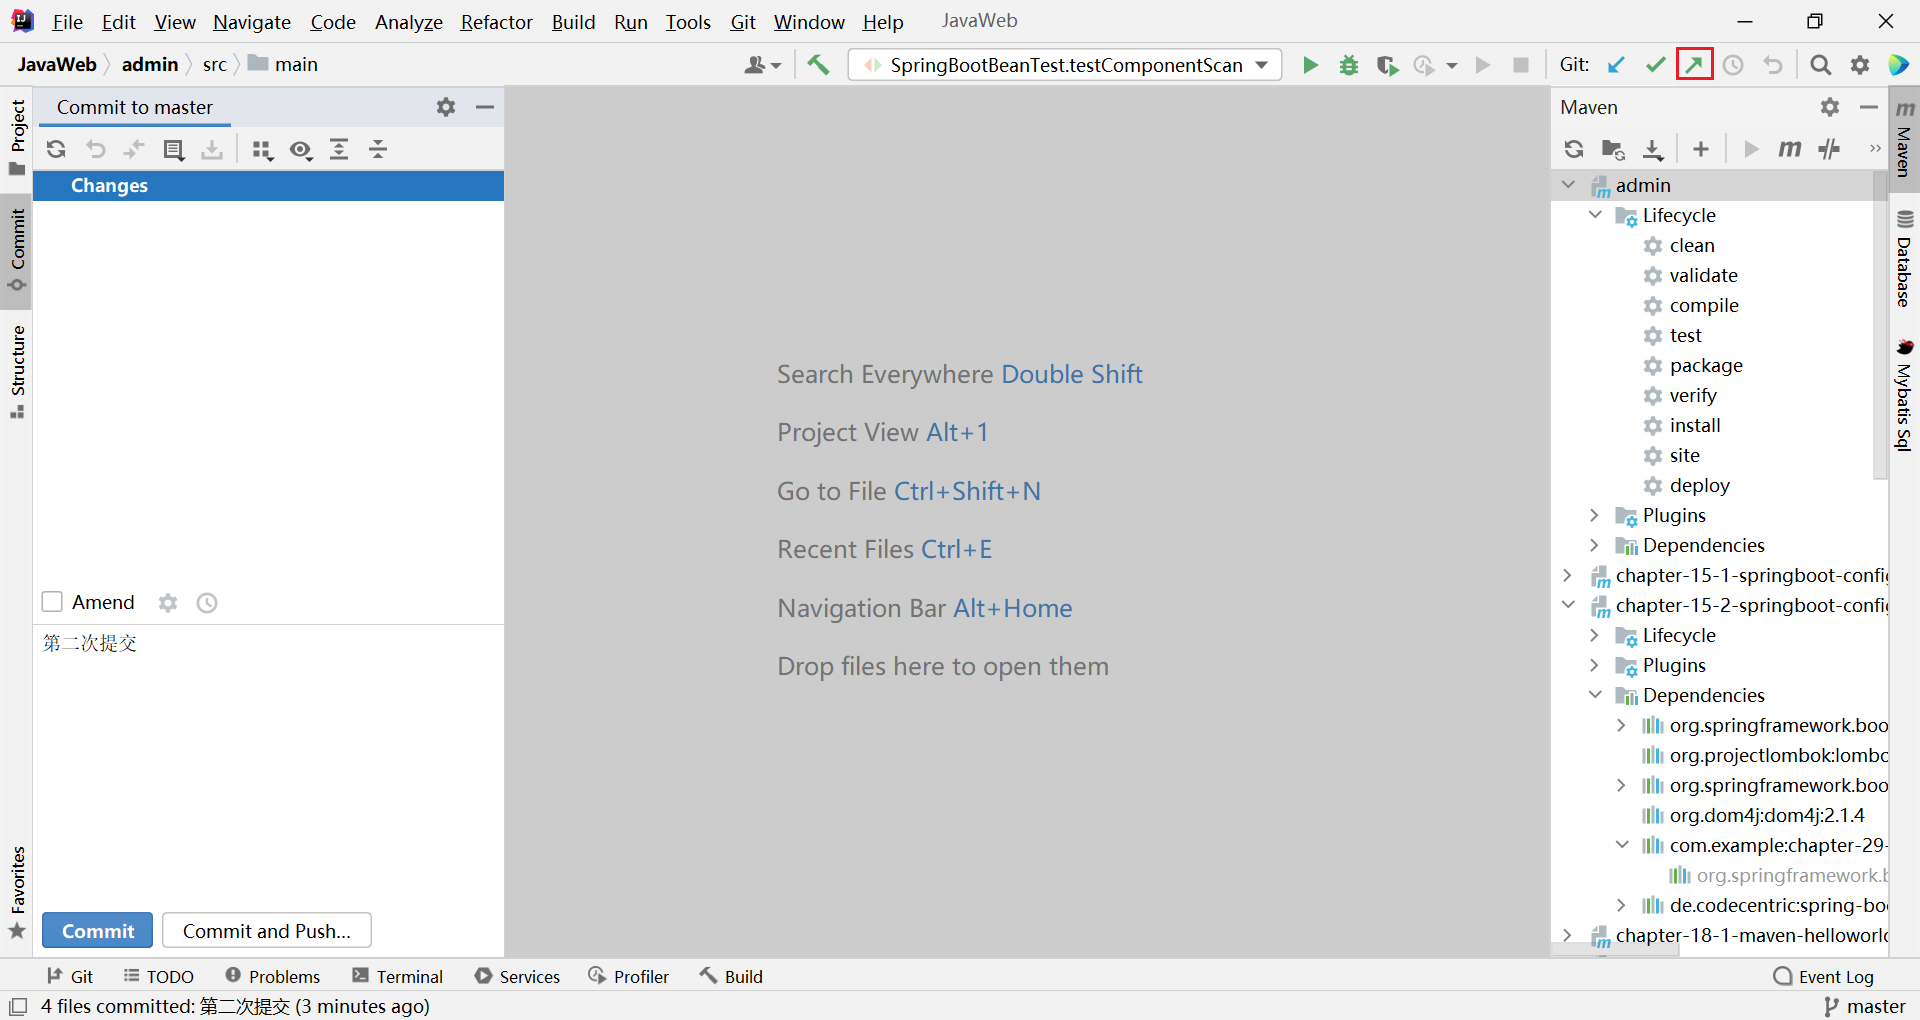 File Edit View Navigate Code Analyze Refactor Build Run Tools Git Window Help JavaWeb
JavaWeb admin src main
SpringBootBeanTest.testComponentScan
Git:
Commit to master
Changes
Project
Commit
Structure
Favorites
Search Everywhere Double Shift
Project View Alt+1
Go to File Ctrl+Shift+N
Recent Files Ctrl+E
Navigation Bar Alt+Home
Drop files here to open them
Amend
第二次提交
Commit Commit and Push...
Maven
m
admin
Lifecycle
clean
validate
compile
test
package
verify
install
site
deploy
Plugins
Dependencies
chapter-15-1-springboot-confi
chapter-15-2-springboot-confi
Lifecycle
Plugins
Dependencies
org.springframework.boo
org.projectlombok:lombo
org.springframework.boo
org.dom4j:dom4j:2.1.4
com.example:chapter-29-
org.springframework.b
de.codecentric:spring-bo
chapter-18-1-maven-helloworl
m Maven
Database
Mybatis Sql
Git TODO Problems Terminal Services Profiler Build Event Log
4 files committed: 第二次提交 (3 minutes ago) master